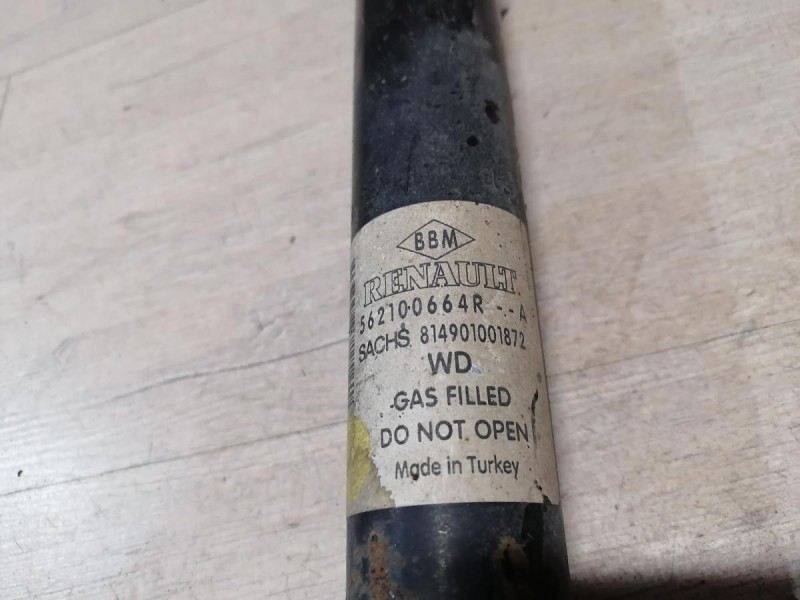 BBM
RENAULT
562100664R -.-A
SACHS 814901001872
WD
GAS FILLED
DO NOT OPEN
Made in Turkey